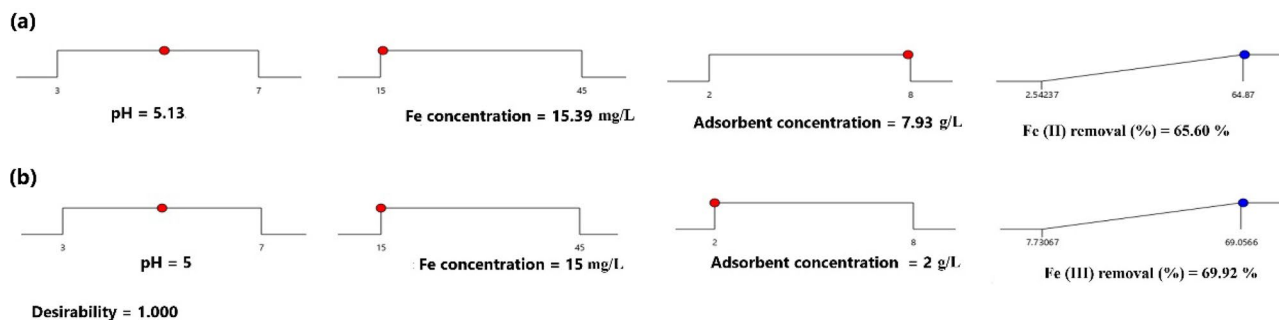 (a)
3 7
15 45
2 8
2.54237 64.87
pH = 5.13
Fe concentration = 15.39 mg/L
Adsorbent concentration = 7.93 g/L
Fe (II) removal (%) = 65.60 %
(b)
3 7
15 45
2 8
7.73067 69.0566
pH = 5
: Fe concentration = 15 mg/L
Adsorbent concentration = 2 g/L
Fe (III) removal (%) = 69.92 %
Desirability = 1.000